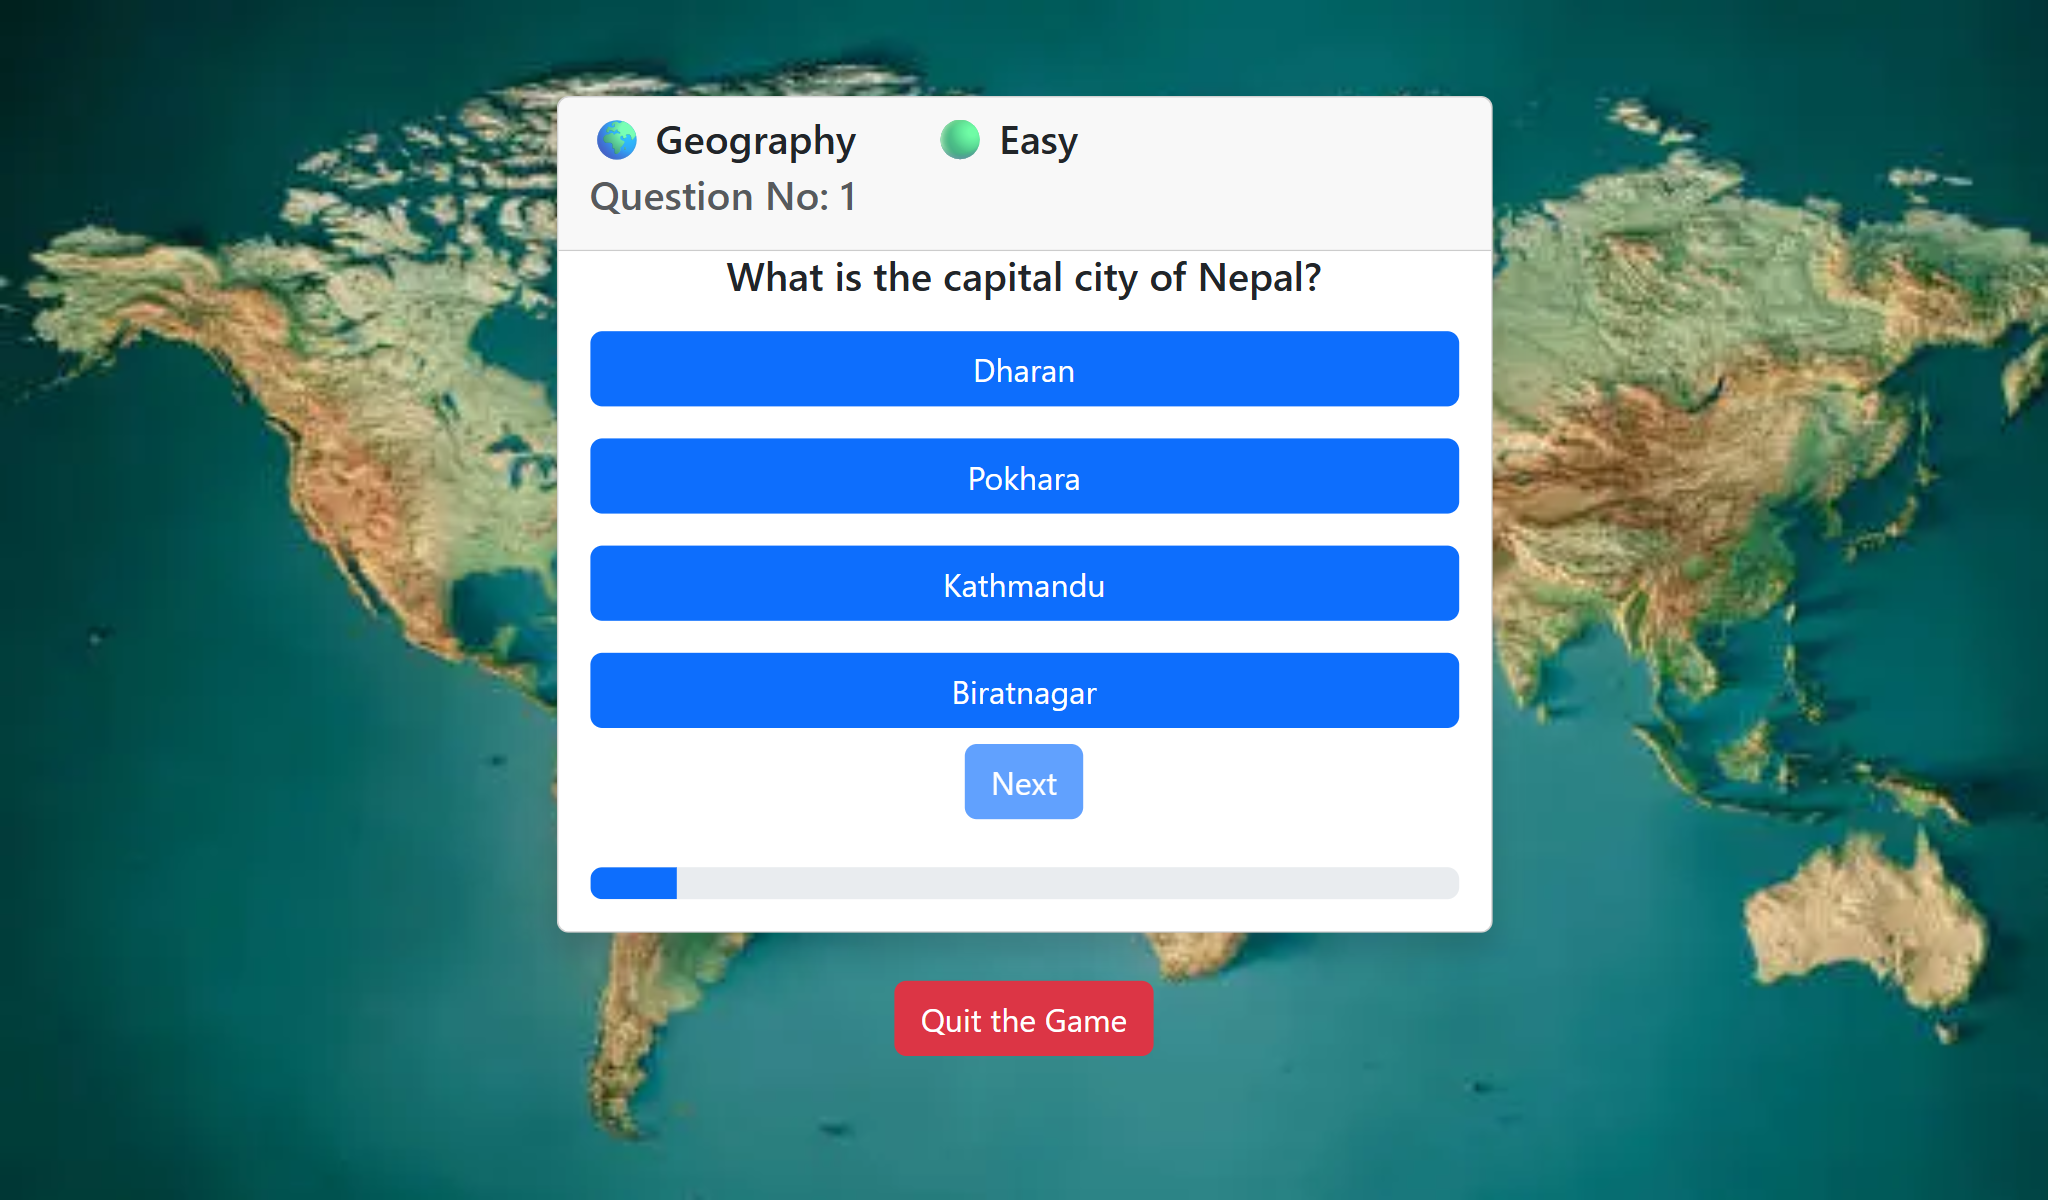 Geography Easy
Question No: 1
What is the capital city of Nepal?
Dharan
Pokhara
Kathmandu
Biratnagar
Next
Quit the Game